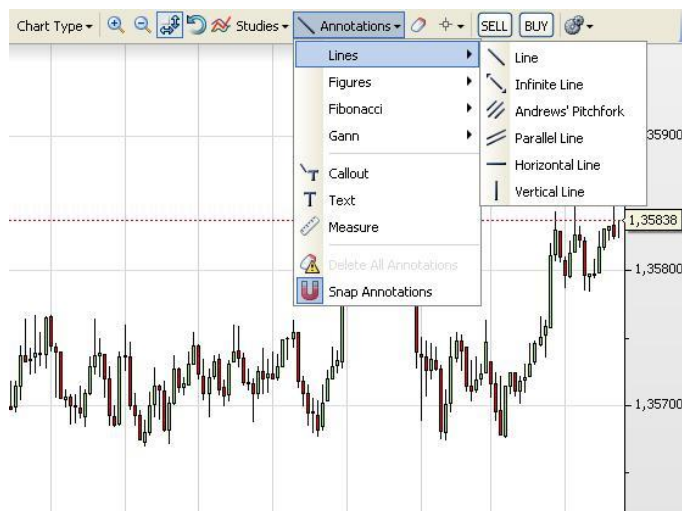 Chart Type Studies Annotations SELL BUY
Lines
Figures
Fibonacci
Gann
Callout
Text
Measure
Delete All Annotations
Snap Annotations
Line
Infinite Line
Andrews' Pitchfork
Parallel Line
Horizontal Line
Vertical Line
35900
1,35838
1,35800
1,35700